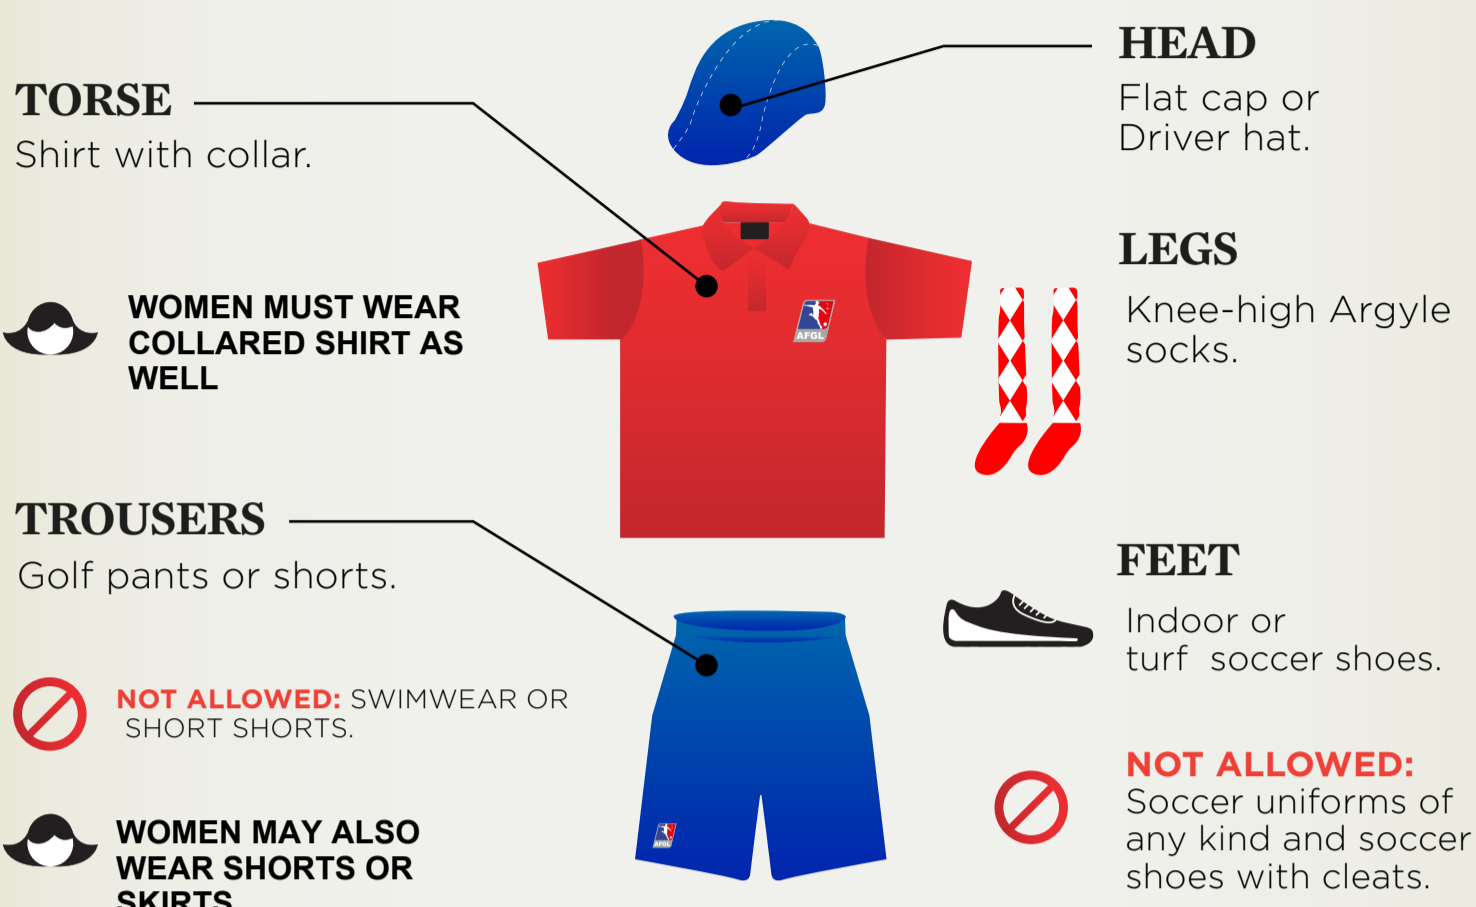 TORSE
Shirt with collar.
WOMEN MUST WEAR
COLLARED SHIRT AS
WELL
TROUSERS
Golf pants or shorts.
NOT ALLOWED: SWIMWEAR OR
SHORT SHORTS.
WOMEN MAY ALSO
WEAR SHORTS OR
SKIRTS
AFGL
AFGL
HEAD
Flat cap or
Driver hat.
LEGS
Knee-high Argyle
socks.
FEET
Indoor or
turf soccer shoes.
NOT ALLOWED:
Soccer uniforms of
any kind and soccer
shoes with cleats.